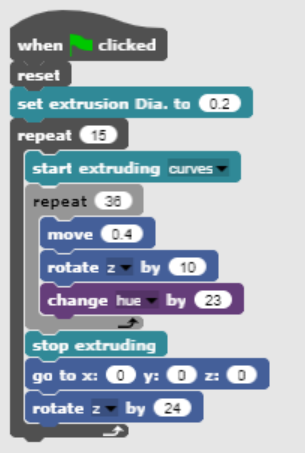 when clicked
reset
set extrusion Dia. to 0.2
repeat 15
start extruding curves
repeat 36
move 0.4
rotate z by 10
change hue by 23
stop extruding
go to x: 0 y: 0 z: 0
rotate z by 24